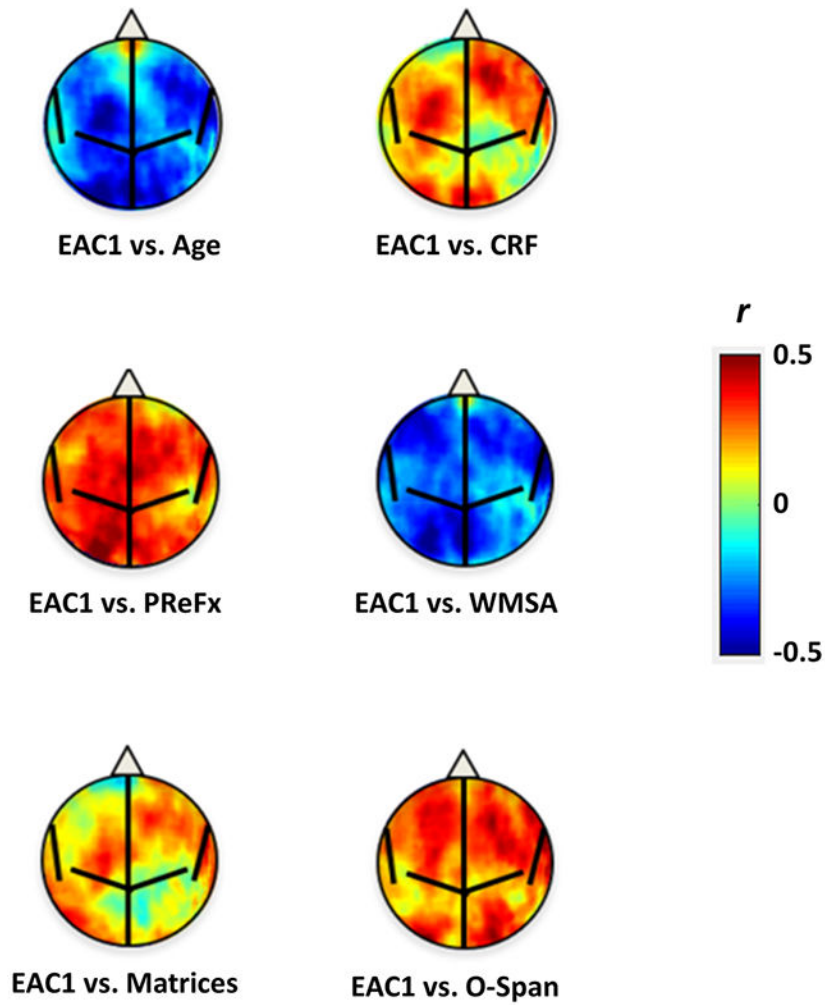 EAC1 vs. Age
EAC1 vs. CRF
r
0.5
0
-0.5
EAC1 vs. PReFx
EAC1 vs. WMSA
EAC1 vs. Matrices
EAC1 vs. O-Span